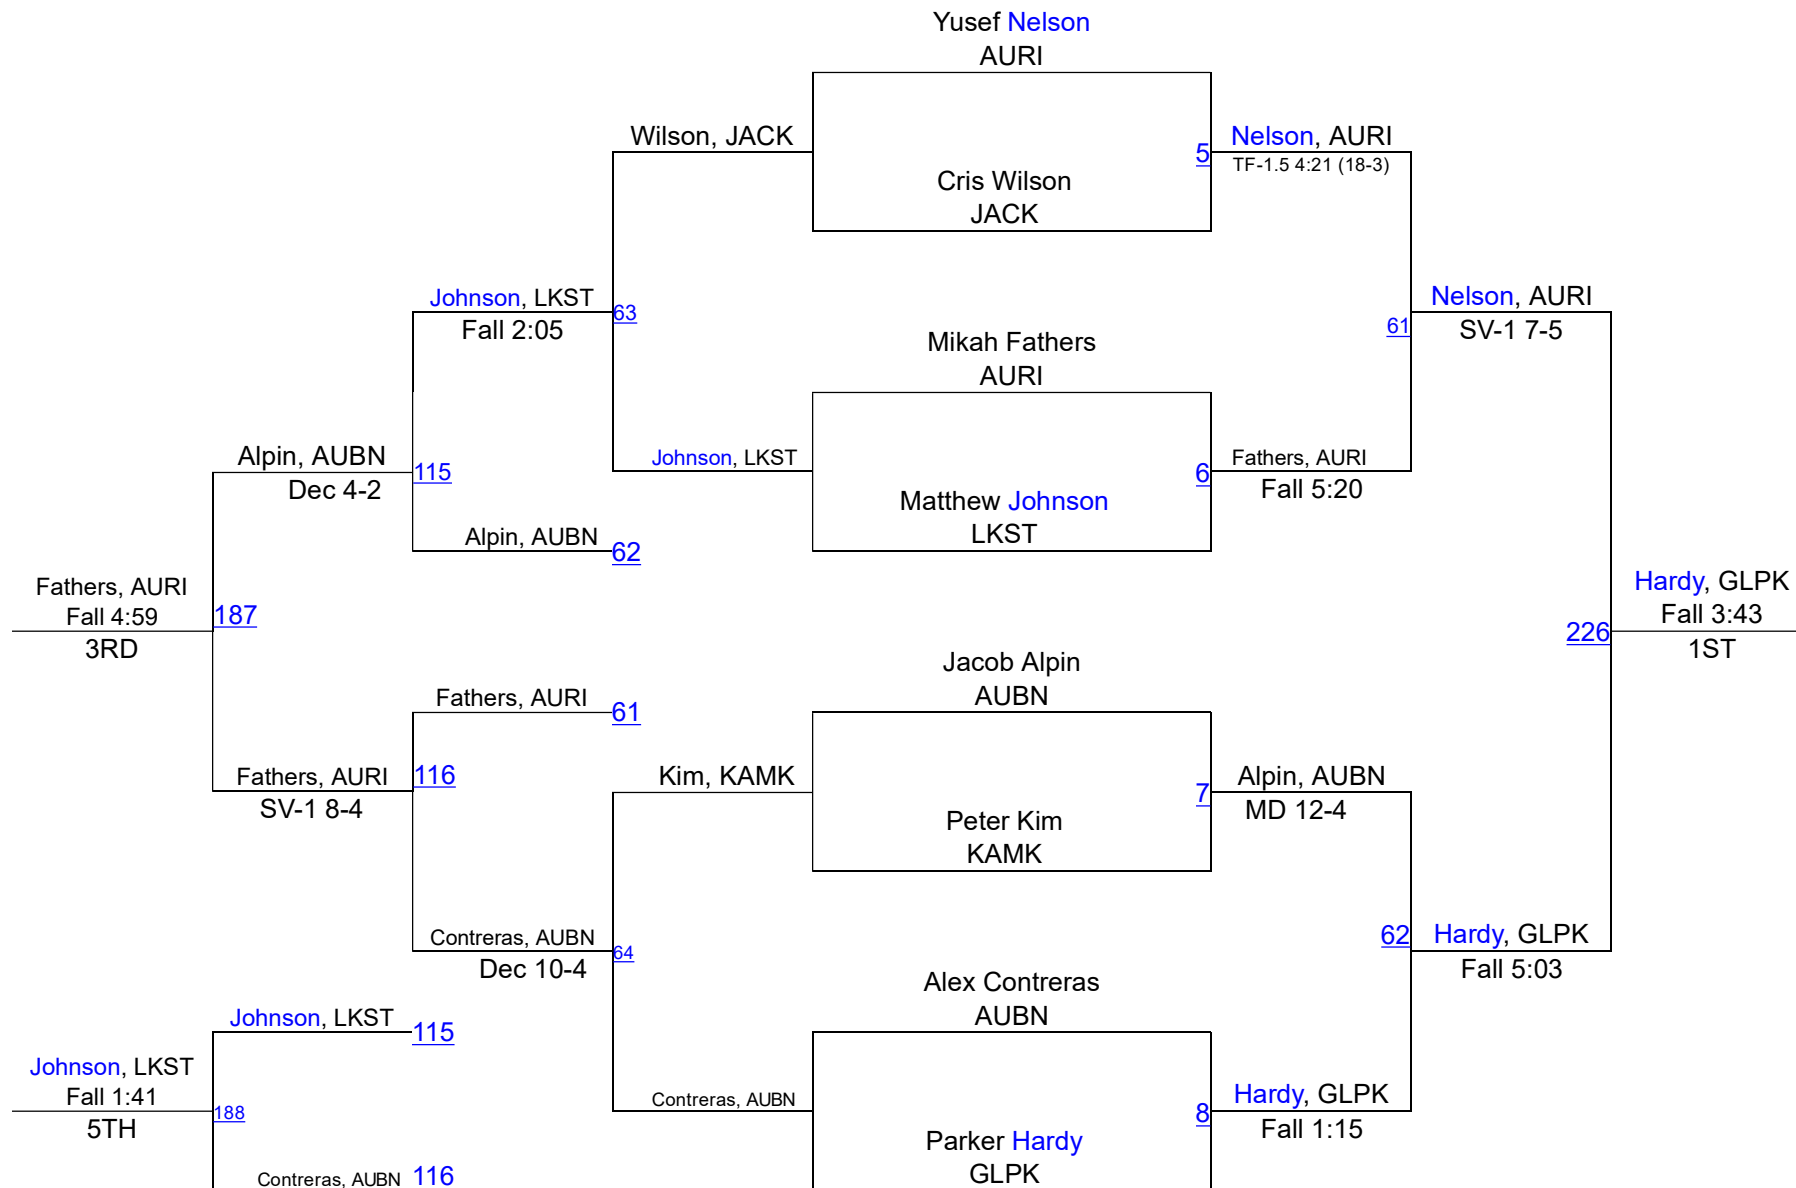 Yusef Nelson
AURI
Wilson, JACK
5
Nelson, AURI
TF-1.5 4:21 (18-3)
Cris Wilson
JACK
Johnson, LKST
63
Fall 2:05
Nelson, AURI
61
SV-1 7-5
Mikah Fathers
AURI
Alpin, AUBN
115
Dec 4-2
Johnson, LKST
6
Fathers, AURI
Fall 5:20
Matthew Johnson
LKST
Alpin, AUBN
62
Fathers, AURI
Fall 4:59
187
3RD
Hardy, GLPK
Fall 3:43
226
1ST
Jacob Alpin
AUBN
Fathers, AURI
61
Fathers, AURI
116
SV-1 8-4
Kim, KAMK
7
Alpin, AUBN
MD 12-4
Peter Kim
KAMK
Contreras, AUBN
64
Dec 10-4
62
Hardy, GLPK
Fall 5:03
Alex Contreras
AUBN
Johnson, LKST
115
Johnson, LKST
Fall 1:41
188
5TH
Contreras, AUBN
8
Hardy, GLPK
Fall 1:15
Parker Hardy
GLPK
Contreras, AUBN
116